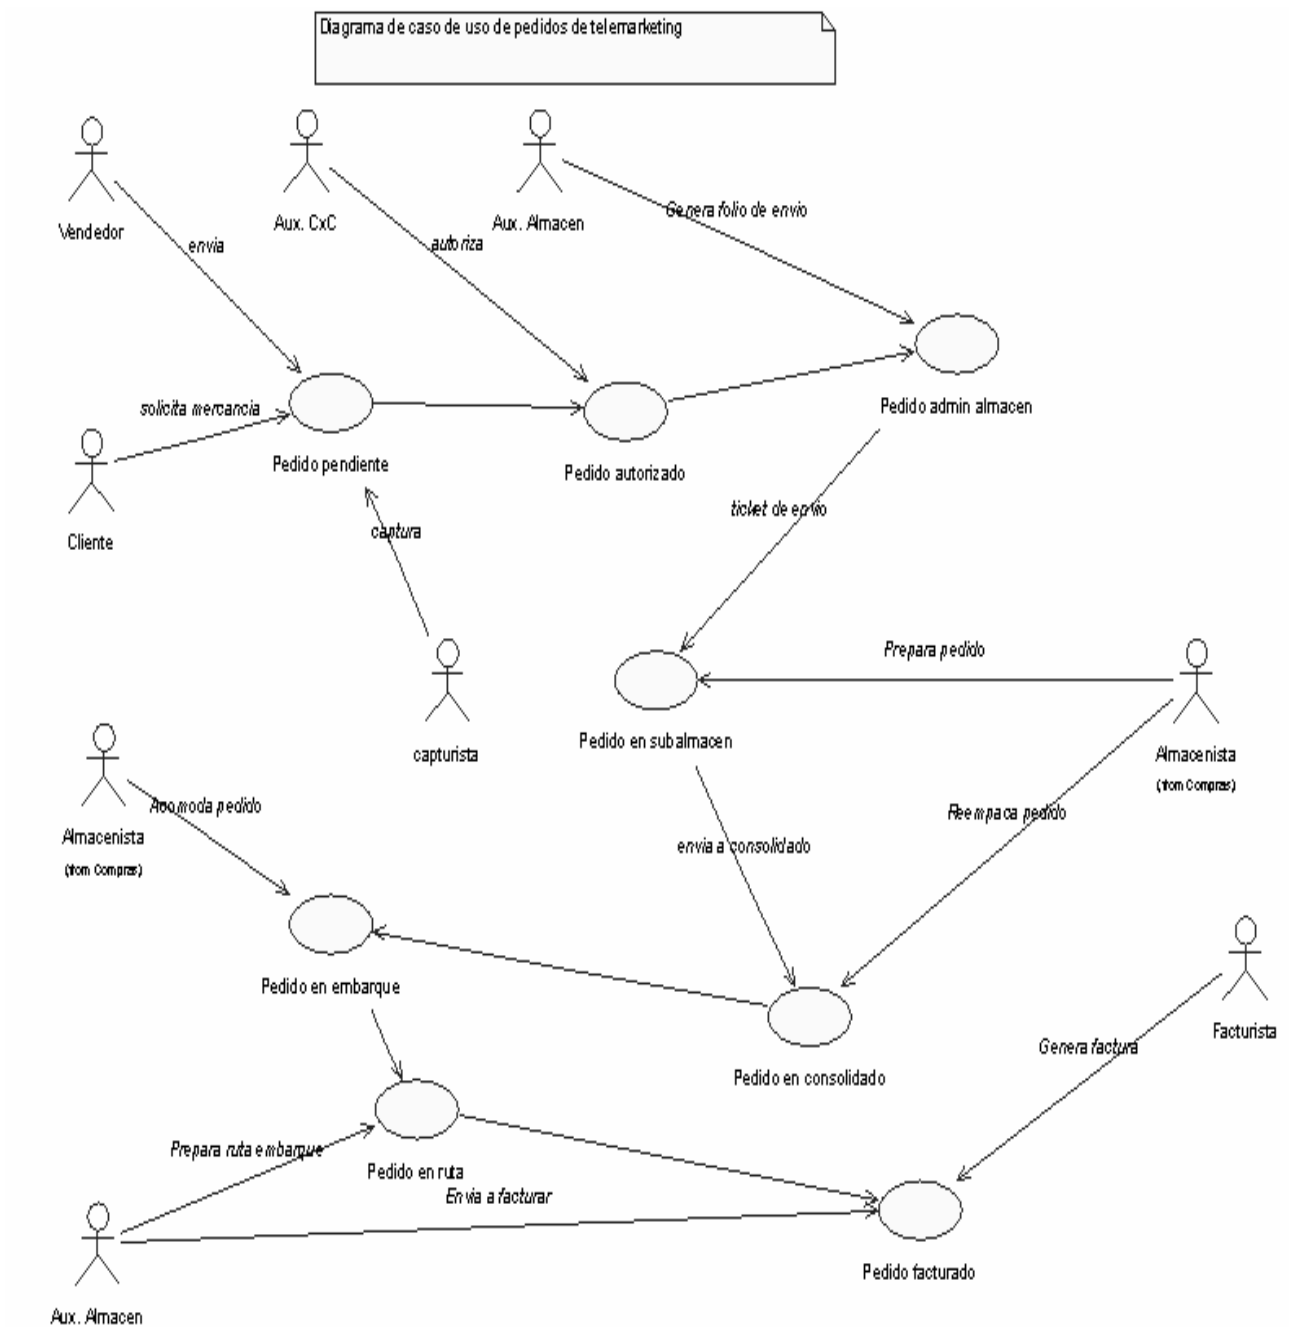 Diagrama de caso de uso de pedidos de telemarketing
Vendedor
Aux. CxC
Aux. Almacen
envia
autoriza
Genera folio de envio
solicita mercancia
Cliente
Pedido pendiente
Pedido autorizado
Pedido admin almacen
captura
ticket de envio
capturista
Prepara pedido
Pedido en subalmacen
Almacenista
(from Compras)
Acomoda pedido
Almacenista
(from Compras)
envia a consolidado
Reempaca pedido
Pedido en embarque
Pedido en consolidado
Genera factura
Facturista
Prepara ruta embarque
Pedido en ruta
Envia a facturar
Pedido facturado
Aux. Almacen